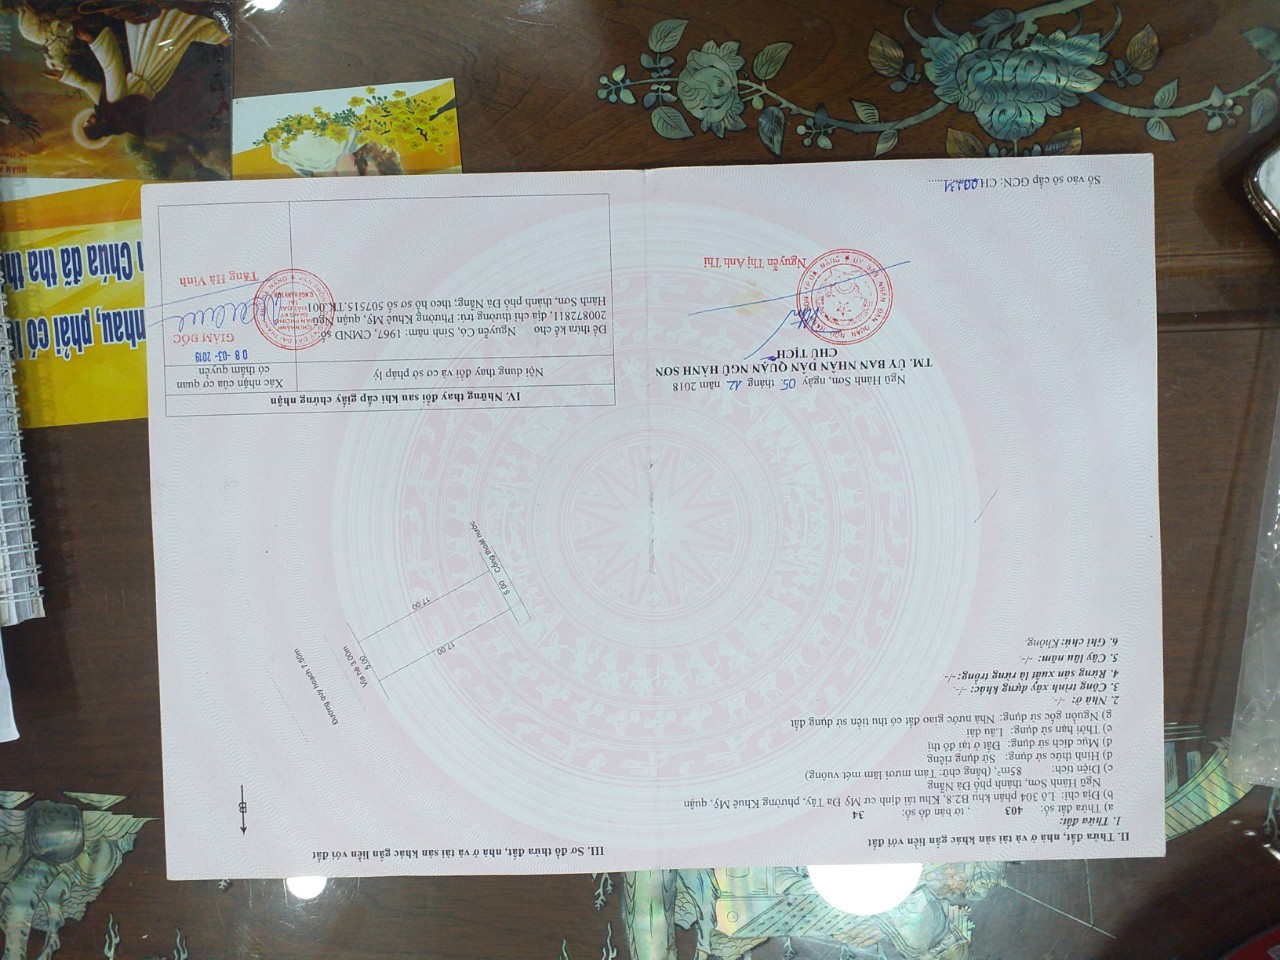 II. Thửa đất, nhà ở và tài sản khác gắn liền với đất
1. Thửa đất:
a) Thửa đất số: 403 , tờ bản đồ số: 34
b) Địa chỉ: Lô 304 phân khu B2.8, Khu tái định cư Mỹ Đa Tây, phường Khuê Mỹ, quận
Ngũ Hành Sơn, thành phố Đà Nẵng
c) Diện tích: 85m², (bằng chữ: Tám mươi lăm mét vuông)
d) Hình thức sử dụng: Sử dụng riêng
đ) Mục đích sử dụng: Đất ở tại đô thị
e) Thời hạn sử dụng: Lâu dài
g) Nguồn gốc sử dụng: Nhà nước giao đất có thu tiền sử dụng đất
2. Nhà ở: -/-.
3. Công trình xây dựng khác: -/-.
4. Rừng sản xuất là rừng trồng: -/-.
5. Cây lâu năm: -/-
6. Ghi chú: Không.
Ngũ Hành Sơn, ngày 05 tháng 12 năm 2018
TM. ỦY BAN NHÂN DÂN QUẬN NGŨ HÀNH SƠN
CHỦ TỊCH
Nguyễn Thị Anh Thi
Số vào sổ cấp GCN: CH
III. Sơ đồ thửa đất, nhà ở và tài sản khác gắn liền với đất
B
Đường quy hoạch 7.50m
Vỉa hè 3.00m
5.00
17.00
17.00
5.00
Cống thoát nước
IV. Những thay đổi sau khi cấp giấy chứng nhận
Nội dung thay đổi và cơ sở pháp lý
Xác nhận của cơ quan
có thẩm quyền
Để thừa kế cho Nguyễn Cò, Sinh năm: 1967, CMND số:
200872811, địa chỉ thường trú: Phường Khuê Mỹ, quận Ngũ
Hành Sơn, thành phố Đà Nẵng; theo hồ sơ số 507515.TK.001
08-03-2019
GIÁM ĐỐC
Tăng Hà Vinh
nhau, phải có l
Chúa đã tha th